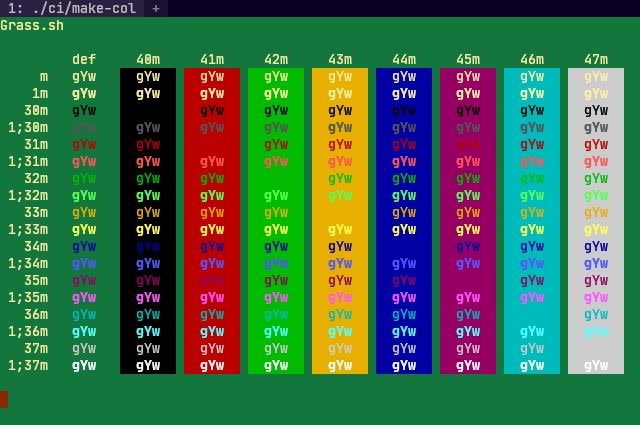 1: ./ci/make-col +
Grass.sh
def 40m 41m 42m 43m 44m 45m 46m 47m
m gYw gYw gYw gYw gYw gYw gYw gYw gYw
1m gYw gYw gYw gYw gYw gYw gYw gYw gYw
30m gYw gYw gYw gYw gYw gYw gYw gYw
1;30m gYw gYw gYw gYw gYw gYw gYw gYw gYw
31m gYw gYw gYw gYw gYw gYw gYw gYw
1;31m gYw gYw gYw gYw gYw gYw gYw gYw gYw
32m gYw gYw gYw gYw gYw gYw gYw gYw
1;32m gYw gYw gYw gYw gYw gYw gYw gYw gYw
33m gYw gYw gYw gYw gYw gYw gYw gYw
1;33m gYw gYw gYw gYw gYw gYw gYw gYw gYw
34m gYw gYw gYw gYw gYw gYw gYw gYw
1;34m gYw gYw gYw gYw gYw gYw gYw gYw gYw
35m gYw gYw gYw gYw gYw gYw gYw gYw
1;35m gYw gYw gYw gYw gYw gYw gYw gYw gYw
36m gYw gYw gYw gYw gYw gYw gYw gYw
1;36m gYw gYw gYw gYw gYw gYw gYw gYw gYw
37m gYw gYw gYw gYw gYw gYw gYw gYw gYw
1;37m gYw gYw gYw gYw gYw gYw gYw gYw gYw